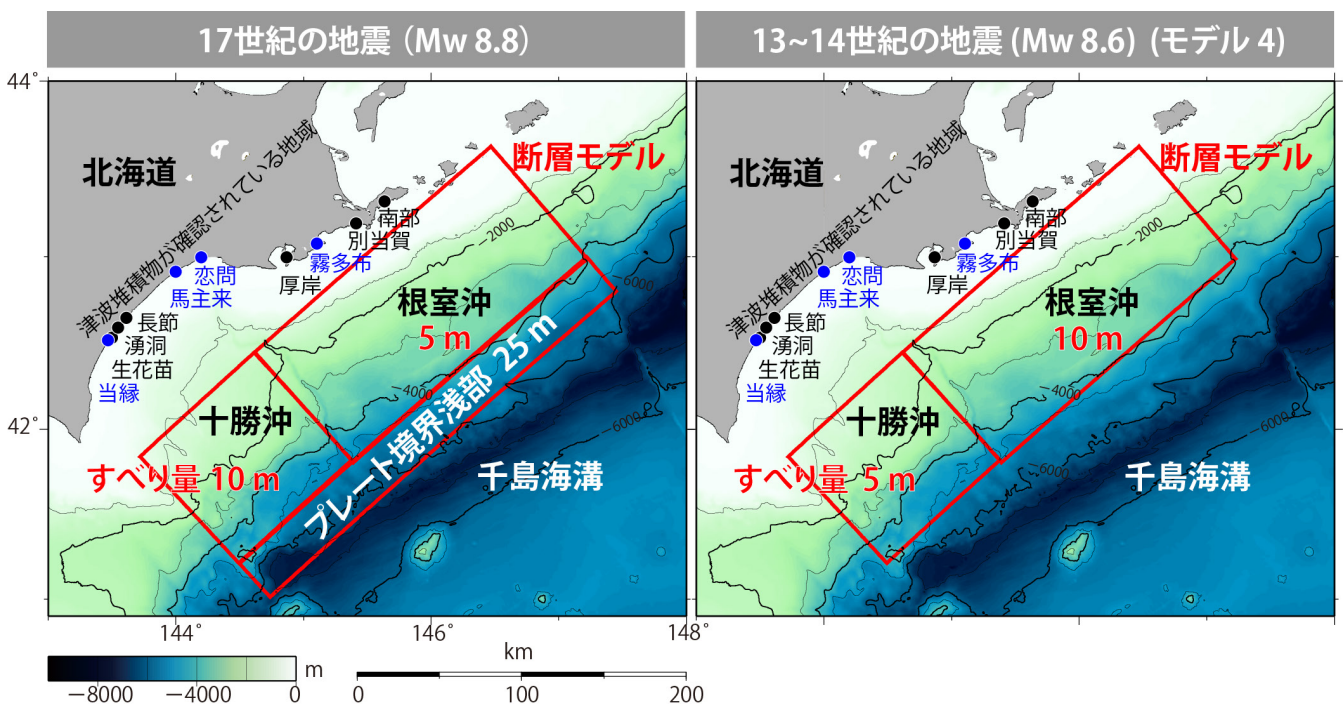 17世紀の地震（Mw 8.8）
44°
北海道
津波堆積物が確認されている地域
断層モデル
南部
別当賀
霧多布
厚岸
恋問
馬主来
長節
湧洞
生花苗
当縁
−2000
−6000
根室沖
5 m
−4000
プレート境界浅部 25 m
42°
十勝沖
すべり量 10 m
−6000
千島海溝
144°
146°
148°
13~14世紀の地震 (Mw 8.6) (モデル 4)
北海道
津波堆積物が確認されている地域
断層モデル
南部
別当賀
霧多布
厚岸
恋問
馬主来
長節
湧洞
生花苗
当縁
−2000
−6000
根室沖
10 m
−4000
十勝沖
すべり量 5 m
−6000
−6000
千島海溝
m
−8000
−4000
0
km
0
100
200